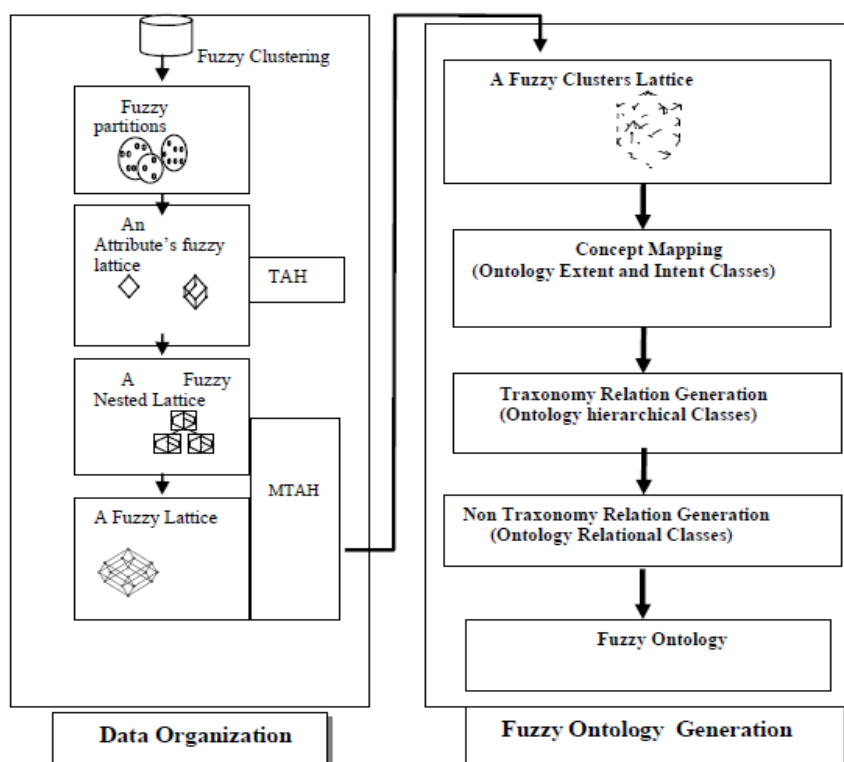 Fuzzy Clustering
Fuzzy
partitions
An
Attribute's fuzzy
lattice
TAH
A Fuzzy
Nested Lattice
MTAH
A Fuzzy Lattice
Data Organization
A Fuzzy Clusters Lattice
Concept Mapping
(Ontology Extent and Intent Classes)
Traxonomy Relation Generation
(Ontology hierarchical Classes)
Non Traxonomy Relation Generation
(Ontology Relational Classes)
Fuzzy Ontology
Fuzzy Ontology Generation